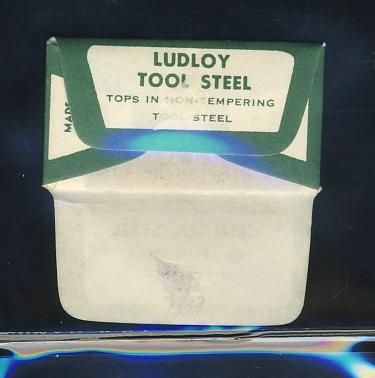 LUDLOY
TOOL STEEL
TOPS IN NON-TEMPERING
TOOL STEEL
MADE